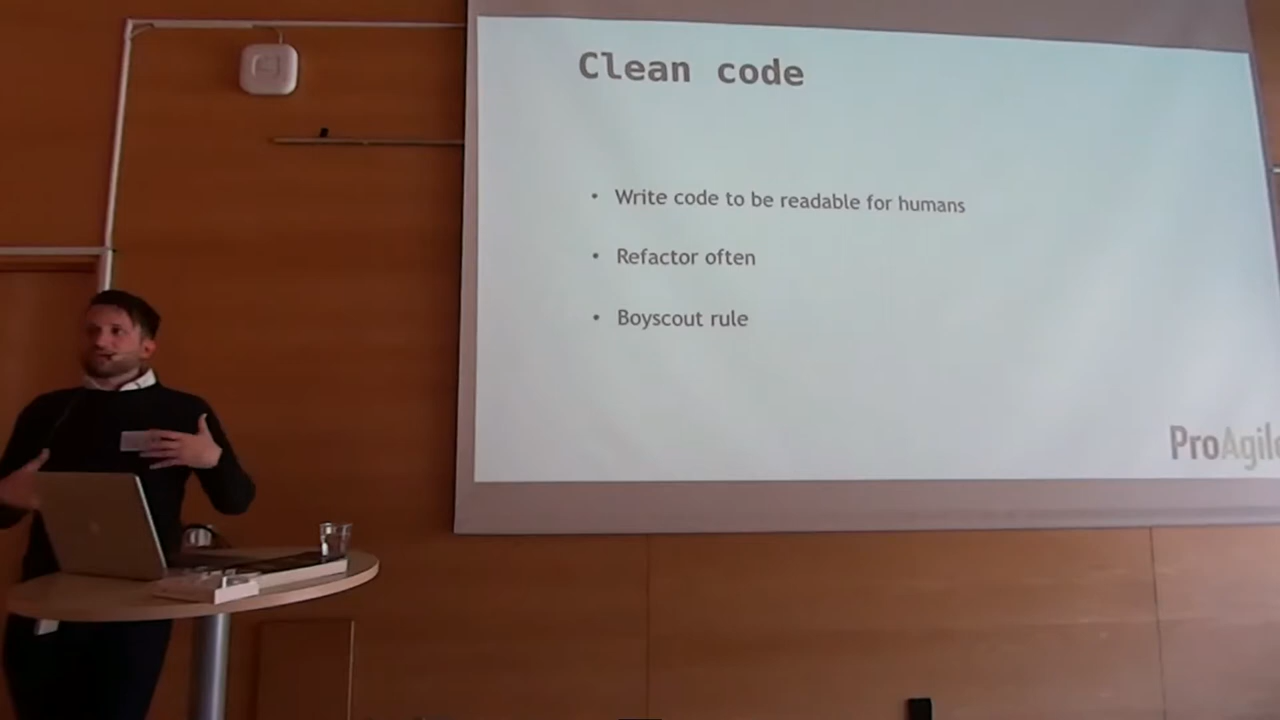 Clean code
• Write code to be readable for humans
• Refactor often
• Boyscout rule
ProAgile